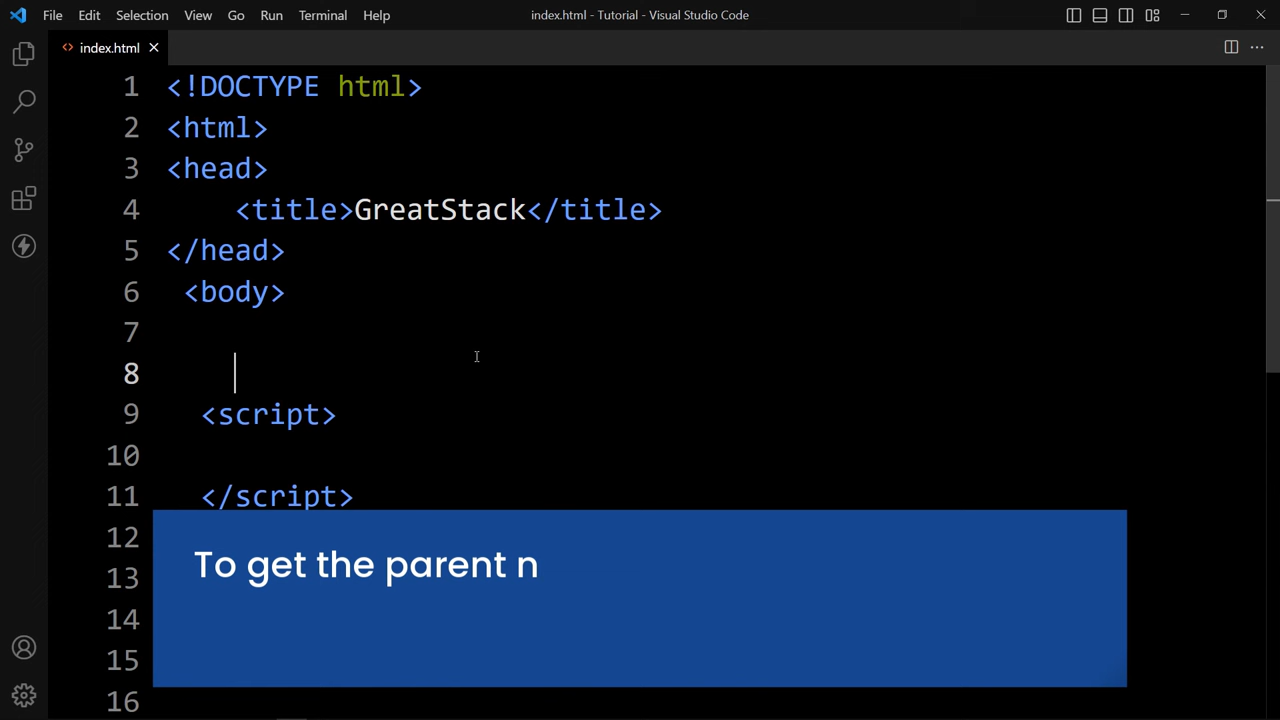 File Edit Selection View Go Run Terminal Help index.html - Tutorial - Visual Studio Code
<> index.html
1 <!DOCTYPE html>
2 <html>
3 <head>
4 <title>GreatStack</title>
5 </head>
6 <body>
7
8
9 <script>
10
11 </script>
12
13
14
15
16
To get the parent n